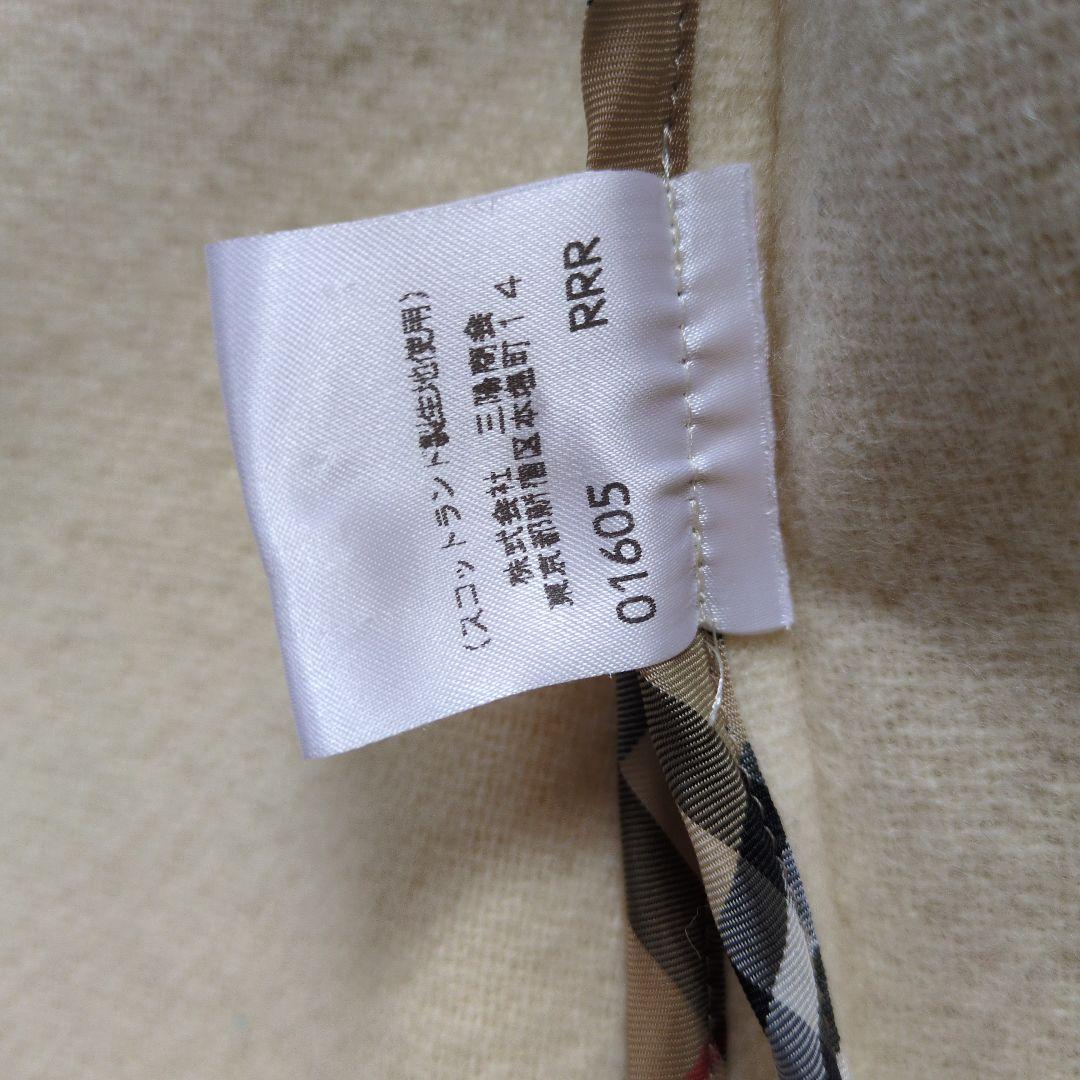 (スコットランド製生地使用)
株式会社 三陽商会
東京都新宿区本塩町14
01605 RRR